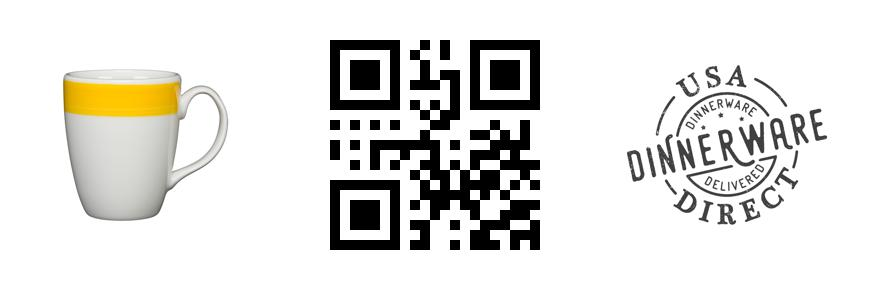 USA
DINNERWARE
DINNERWARE
DELIVERED
DIRECT